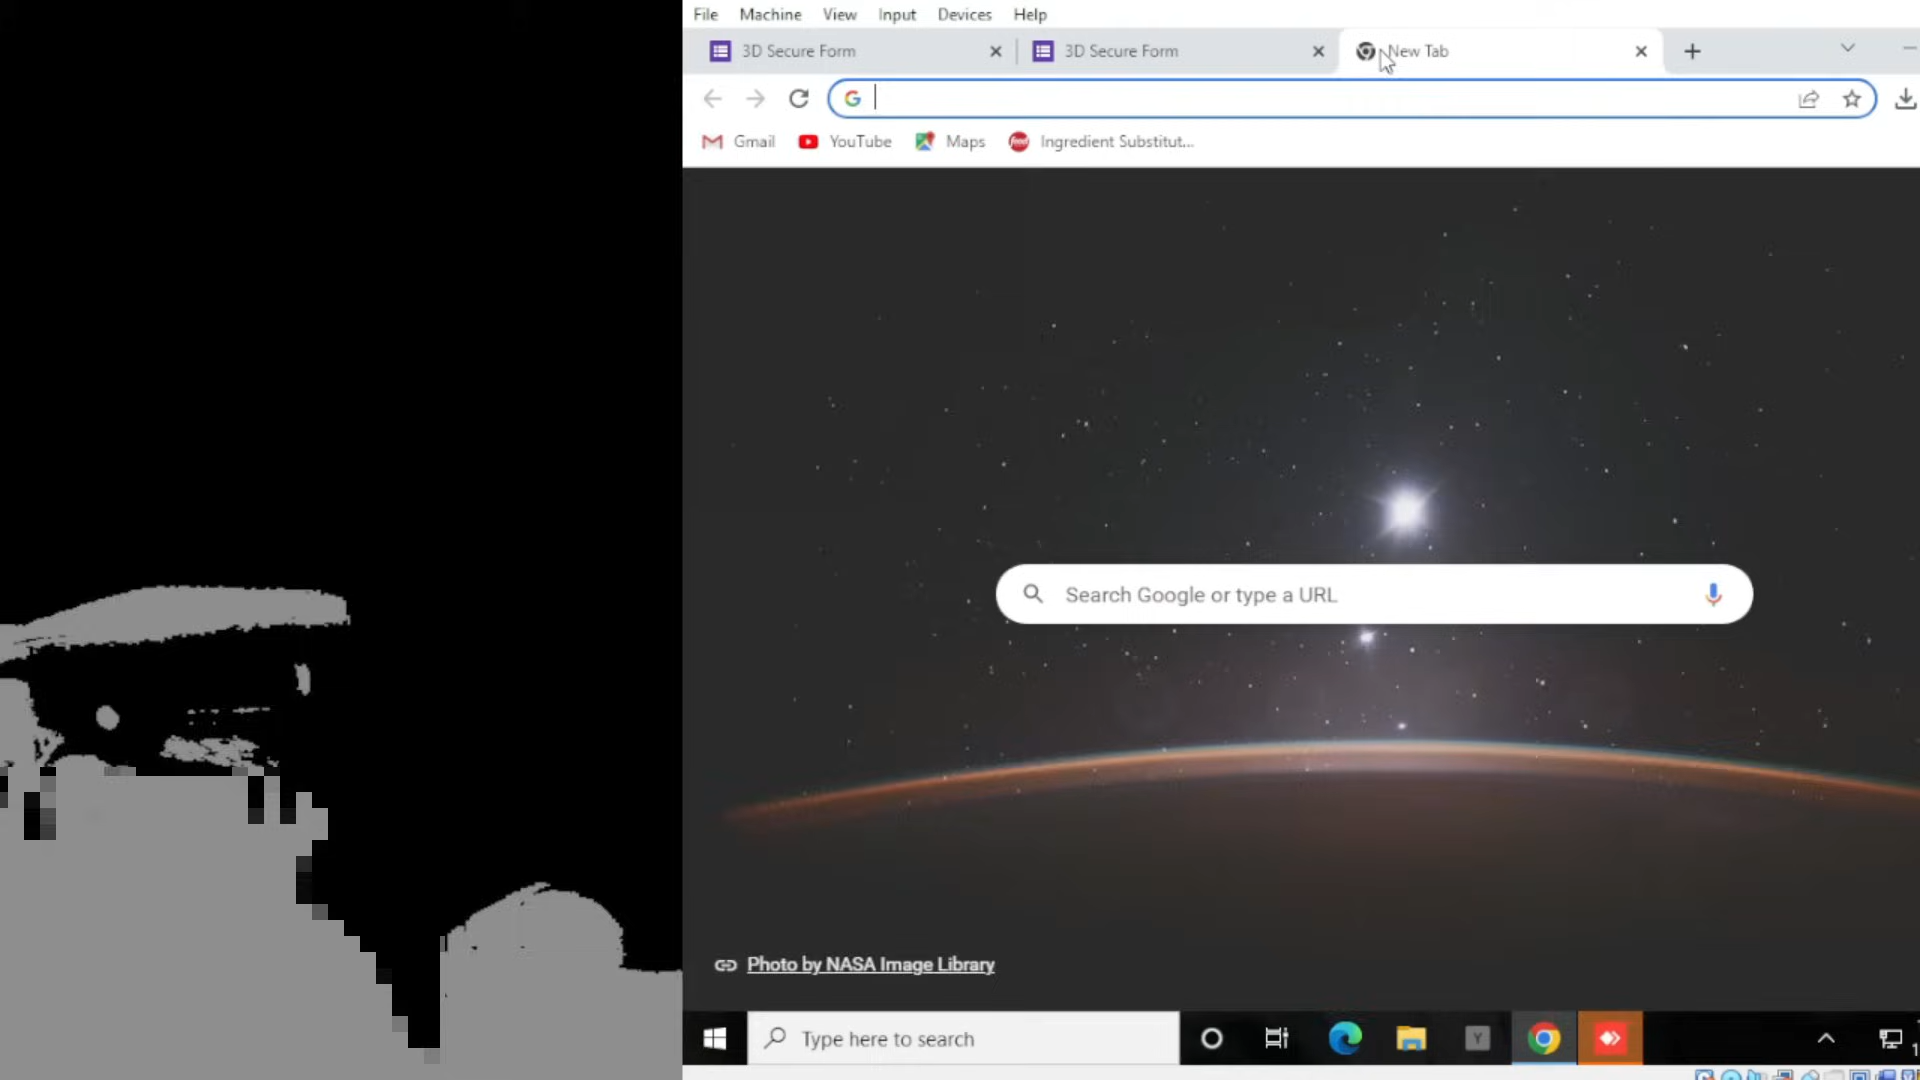 File Machine View Input Devices Help
3D Secure Form 3D Secure Form New Tab
Gmail YouTube Maps Ingredient Substitut...
Search Google or type a URL
Photo by NASA Image Library
Type here to search